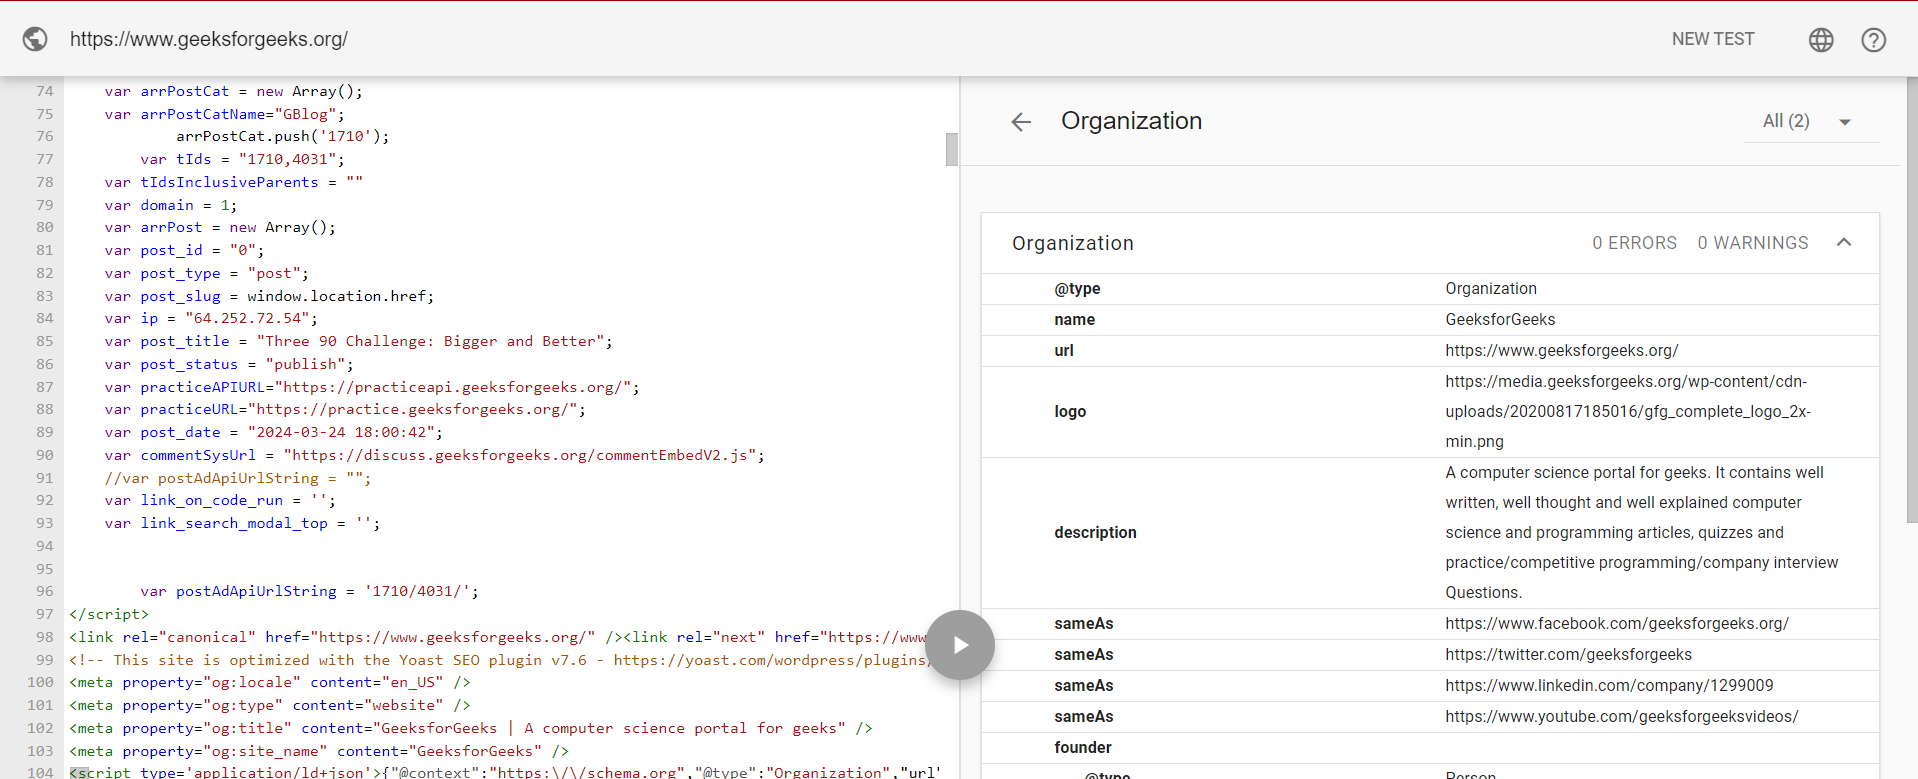 https://www.geeksforgeeks.org/
NEW TEST
74 var arrPostCat = new Array();
75 var arrPostCatName="GBlog";
76 arrPostCat.push('1710');
77 var tIds = "1710,4031";
78 var tIdsInclusiveParents = ""
79 var domain = 1;
80 var arrPost = new Array();
81 var post_id = "0";
82 var post_type = "post";
83 var post_slug = window.location.href;
84 var ip = "64.252.72.54";
85 var post_title = "Three 90 Challenge: Bigger and Better";
86 var post_status = "publish";
87 var practiceAPIURL="https://practiceapi.geeksforgeeks.org/";
88 var practiceURL="https://practice.geeksforgeeks.org/";
89 var post_date = "2024-03-24 18:00:42";
90 var commentSysUrl = "https://discuss.geeksforgeeks.org/commentEmbedV2.js";
91 //var postAdApiUrlString = "";
92 var link_on_code_run = '';
93 var link_search_modal_top = '';
94
95
96 var postAdApiUrlString = '1710/4031/';
97 </script>
98 <link rel="canonical" href="https://www.geeksforgeeks.org/" /><link rel="next" href="https://www
99 <!-- This site is optimized with the Yoast SEO plugin v7.6 - https://yoast.com/wordpress/plugins/
100 <meta property="og:locale" content="en_US" />
101 <meta property="og:type" content="website" />
102 <meta property="og:title" content="GeeksforGeeks | A computer science portal for geeks" />
103 <meta property="og:site_name" content="GeeksforGeeks" />
104 <script type='application/ld+json'>{"@context":"https:\/\/schema.org","@type":"Organization","url"
Organization
All (2)
Organization 0 ERRORS 0 WARNINGS
@type Organization
name GeeksforGeeks
url https://www.geeksforgeeks.org/
logo https://media.geeksforgeeks.org/wp-content/cdn-
uploads/20200817185016/gfg_complete_logo_2x-
min.png
description A computer science portal for geeks. It contains well
written, well thought and well explained computer
science and programming articles, quizzes and
practice/competitive programming/company interview
Questions.
sameAs https://www.facebook.com/geeksforgeeks.org/
sameAs https://twitter.com/geeksforgeeks
sameAs https://www.linkedin.com/company/1299009
sameAs https://www.youtube.com/geeksforgeeksvideos/
founder
@type Person